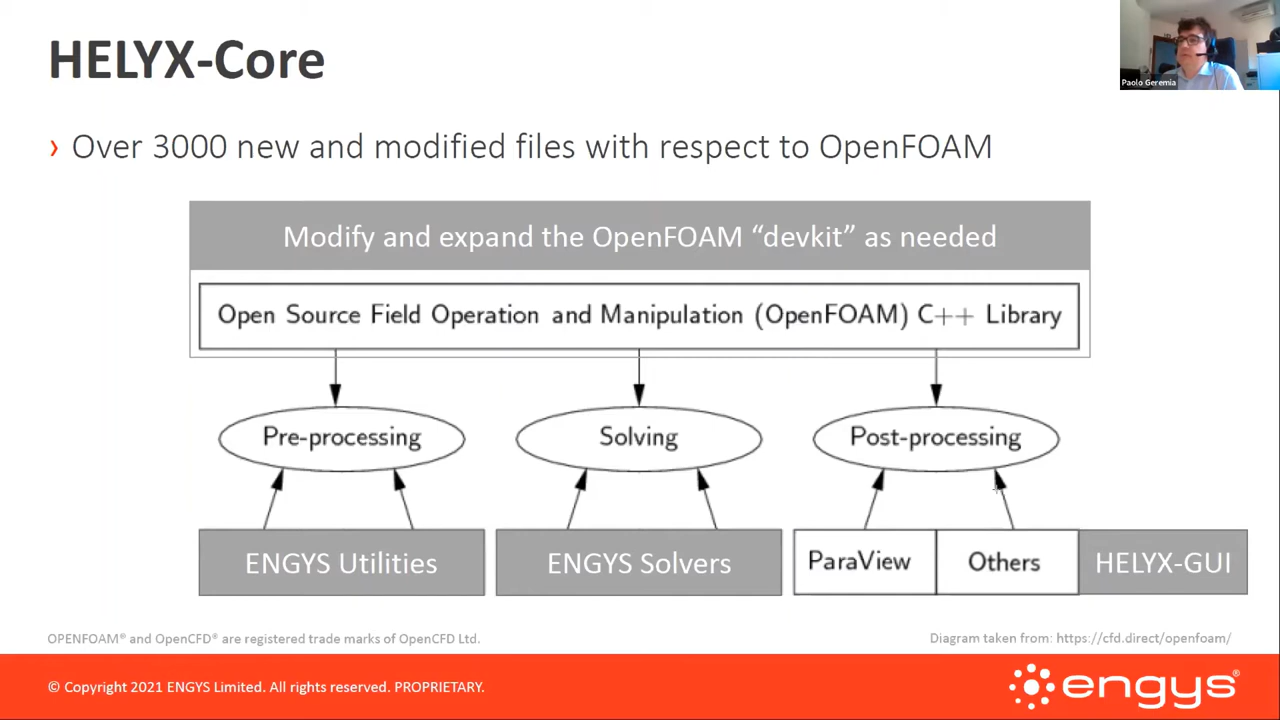 HELYX-Core
Paolo Geremia
› Over 3000 new and modified files with respect to OpenFOAM
Modify and expand the OpenFOAM “devkit” as needed
Open Source Field Operation and Manipulation (OpenFOAM) C++ Library
Pre-processing Solving Post-processing
ENGYS Utilities ENGYS Solvers ParaView Others HELYX-GUI
OPENFOAM® and OpenCFD® are registered trade marks of OpenCFD Ltd. Diagram taken from: https://cfd.direct/openfoam/
© Copyright 2021 ENGYS Limited. All rights reserved. PROPRIETARY. engys®